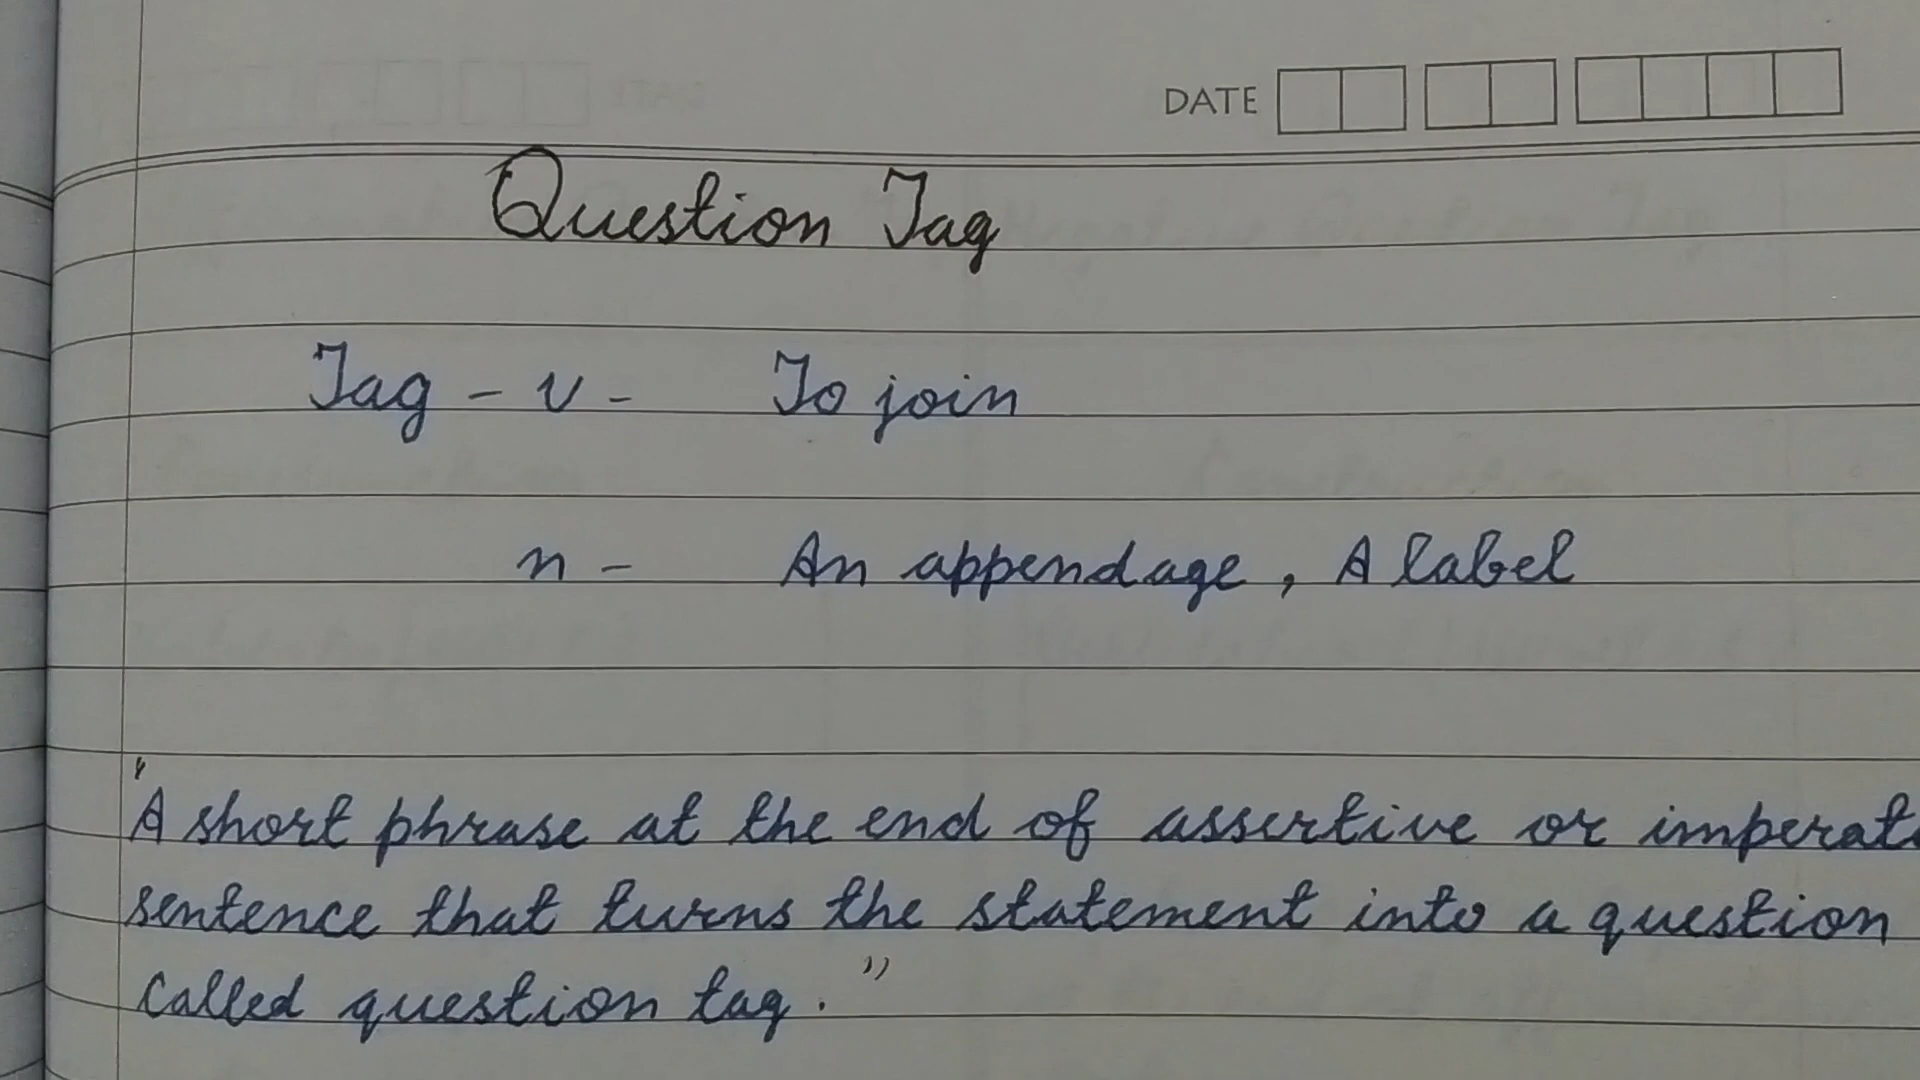 DATE
Question Tag
Tag - v - To join
n - An appendage, A label
"A short phrase at the end of assertive or imperat
sentence that turns the statement into a question
called question tag."